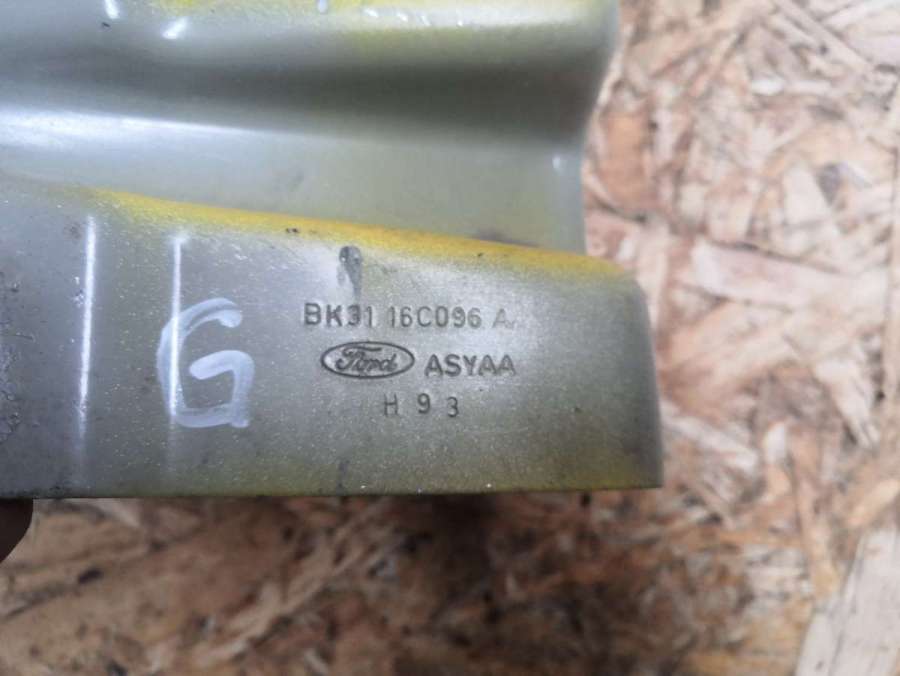 G
BK31 16C096 A
Ford ASYAA
H 9 3